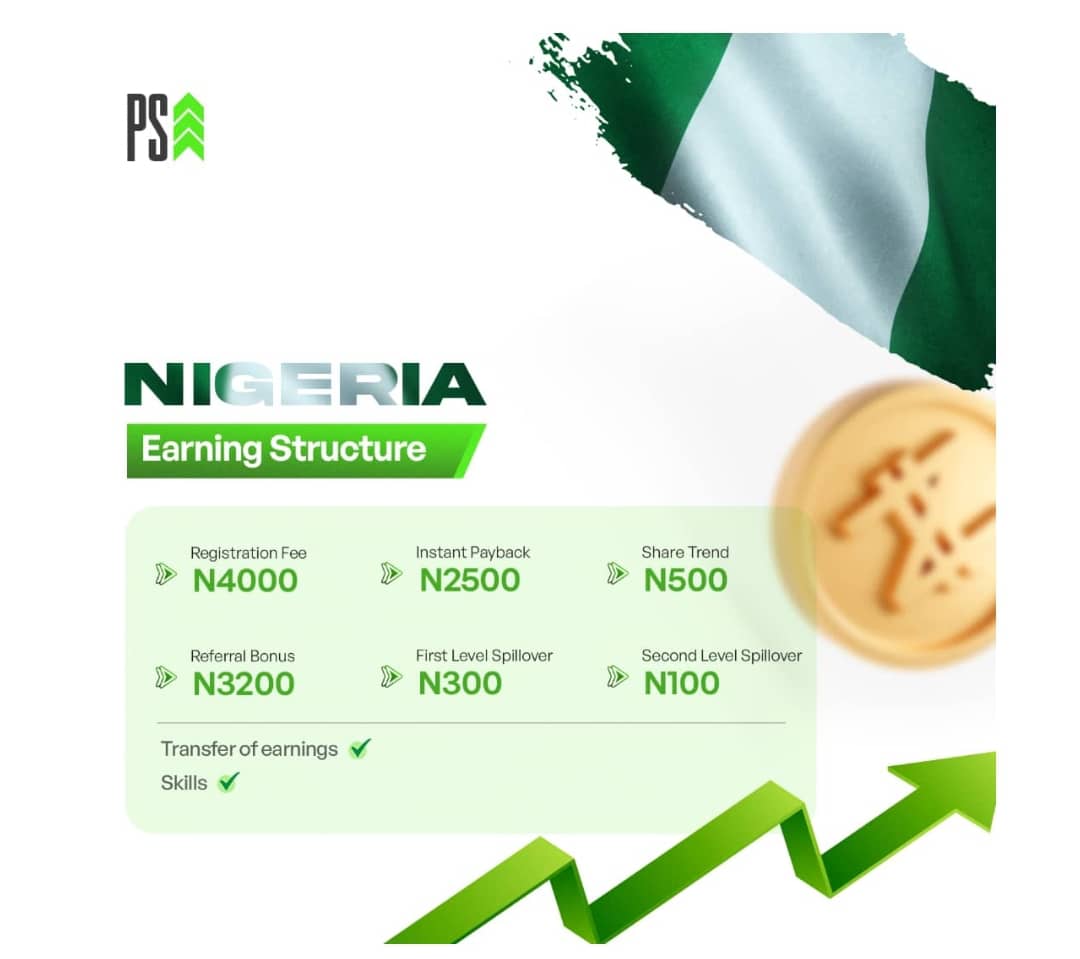 PS
NIGERIA
Earning Structure
Registration Fee
N4000
Instant Payback
N2500
Share Trend
N500
Referral Bonus
N3200
First Level Spillover
N300
Second Level Spillover
N100
Transfer of earnings
Skills